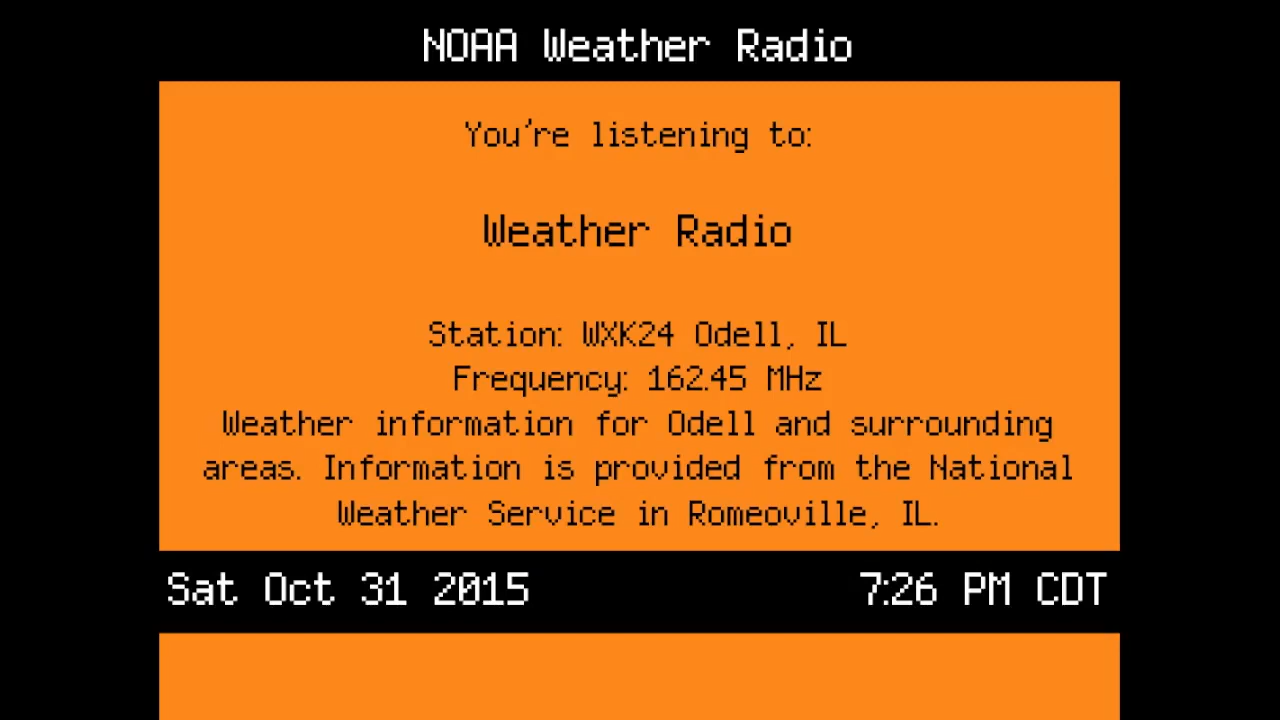 NOAA Weather Radio
You're listening to:
Weather Radio
Station: WXK24 Odell, IL
Frequency: 162.45 MHz
Weather information for Odell and surrounding
areas. Information is provided from the National
Weather Service in Romeoville, IL.
Sat Oct 31 2015 7:26 PM CDT